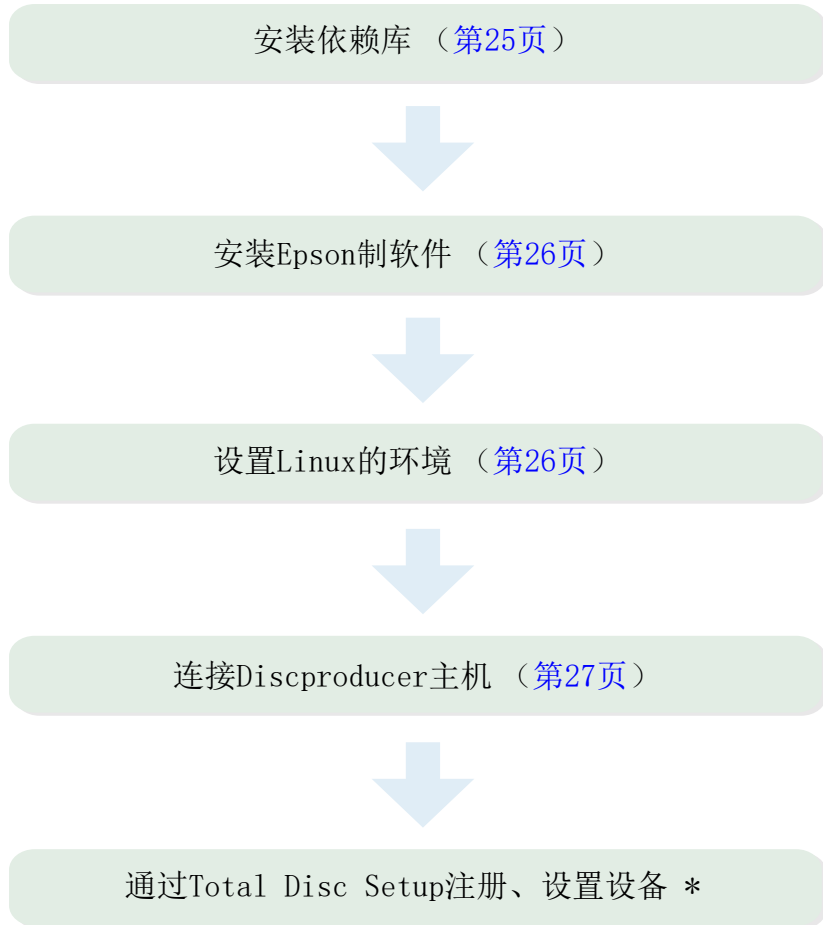 安装依赖库 （第25页）
安装Epson制软件 （第26页）
设置Linux的环境 （第26页）
连接Discproducer主机 （第27页）
通过Total Disc Setup注册、设置设备 *